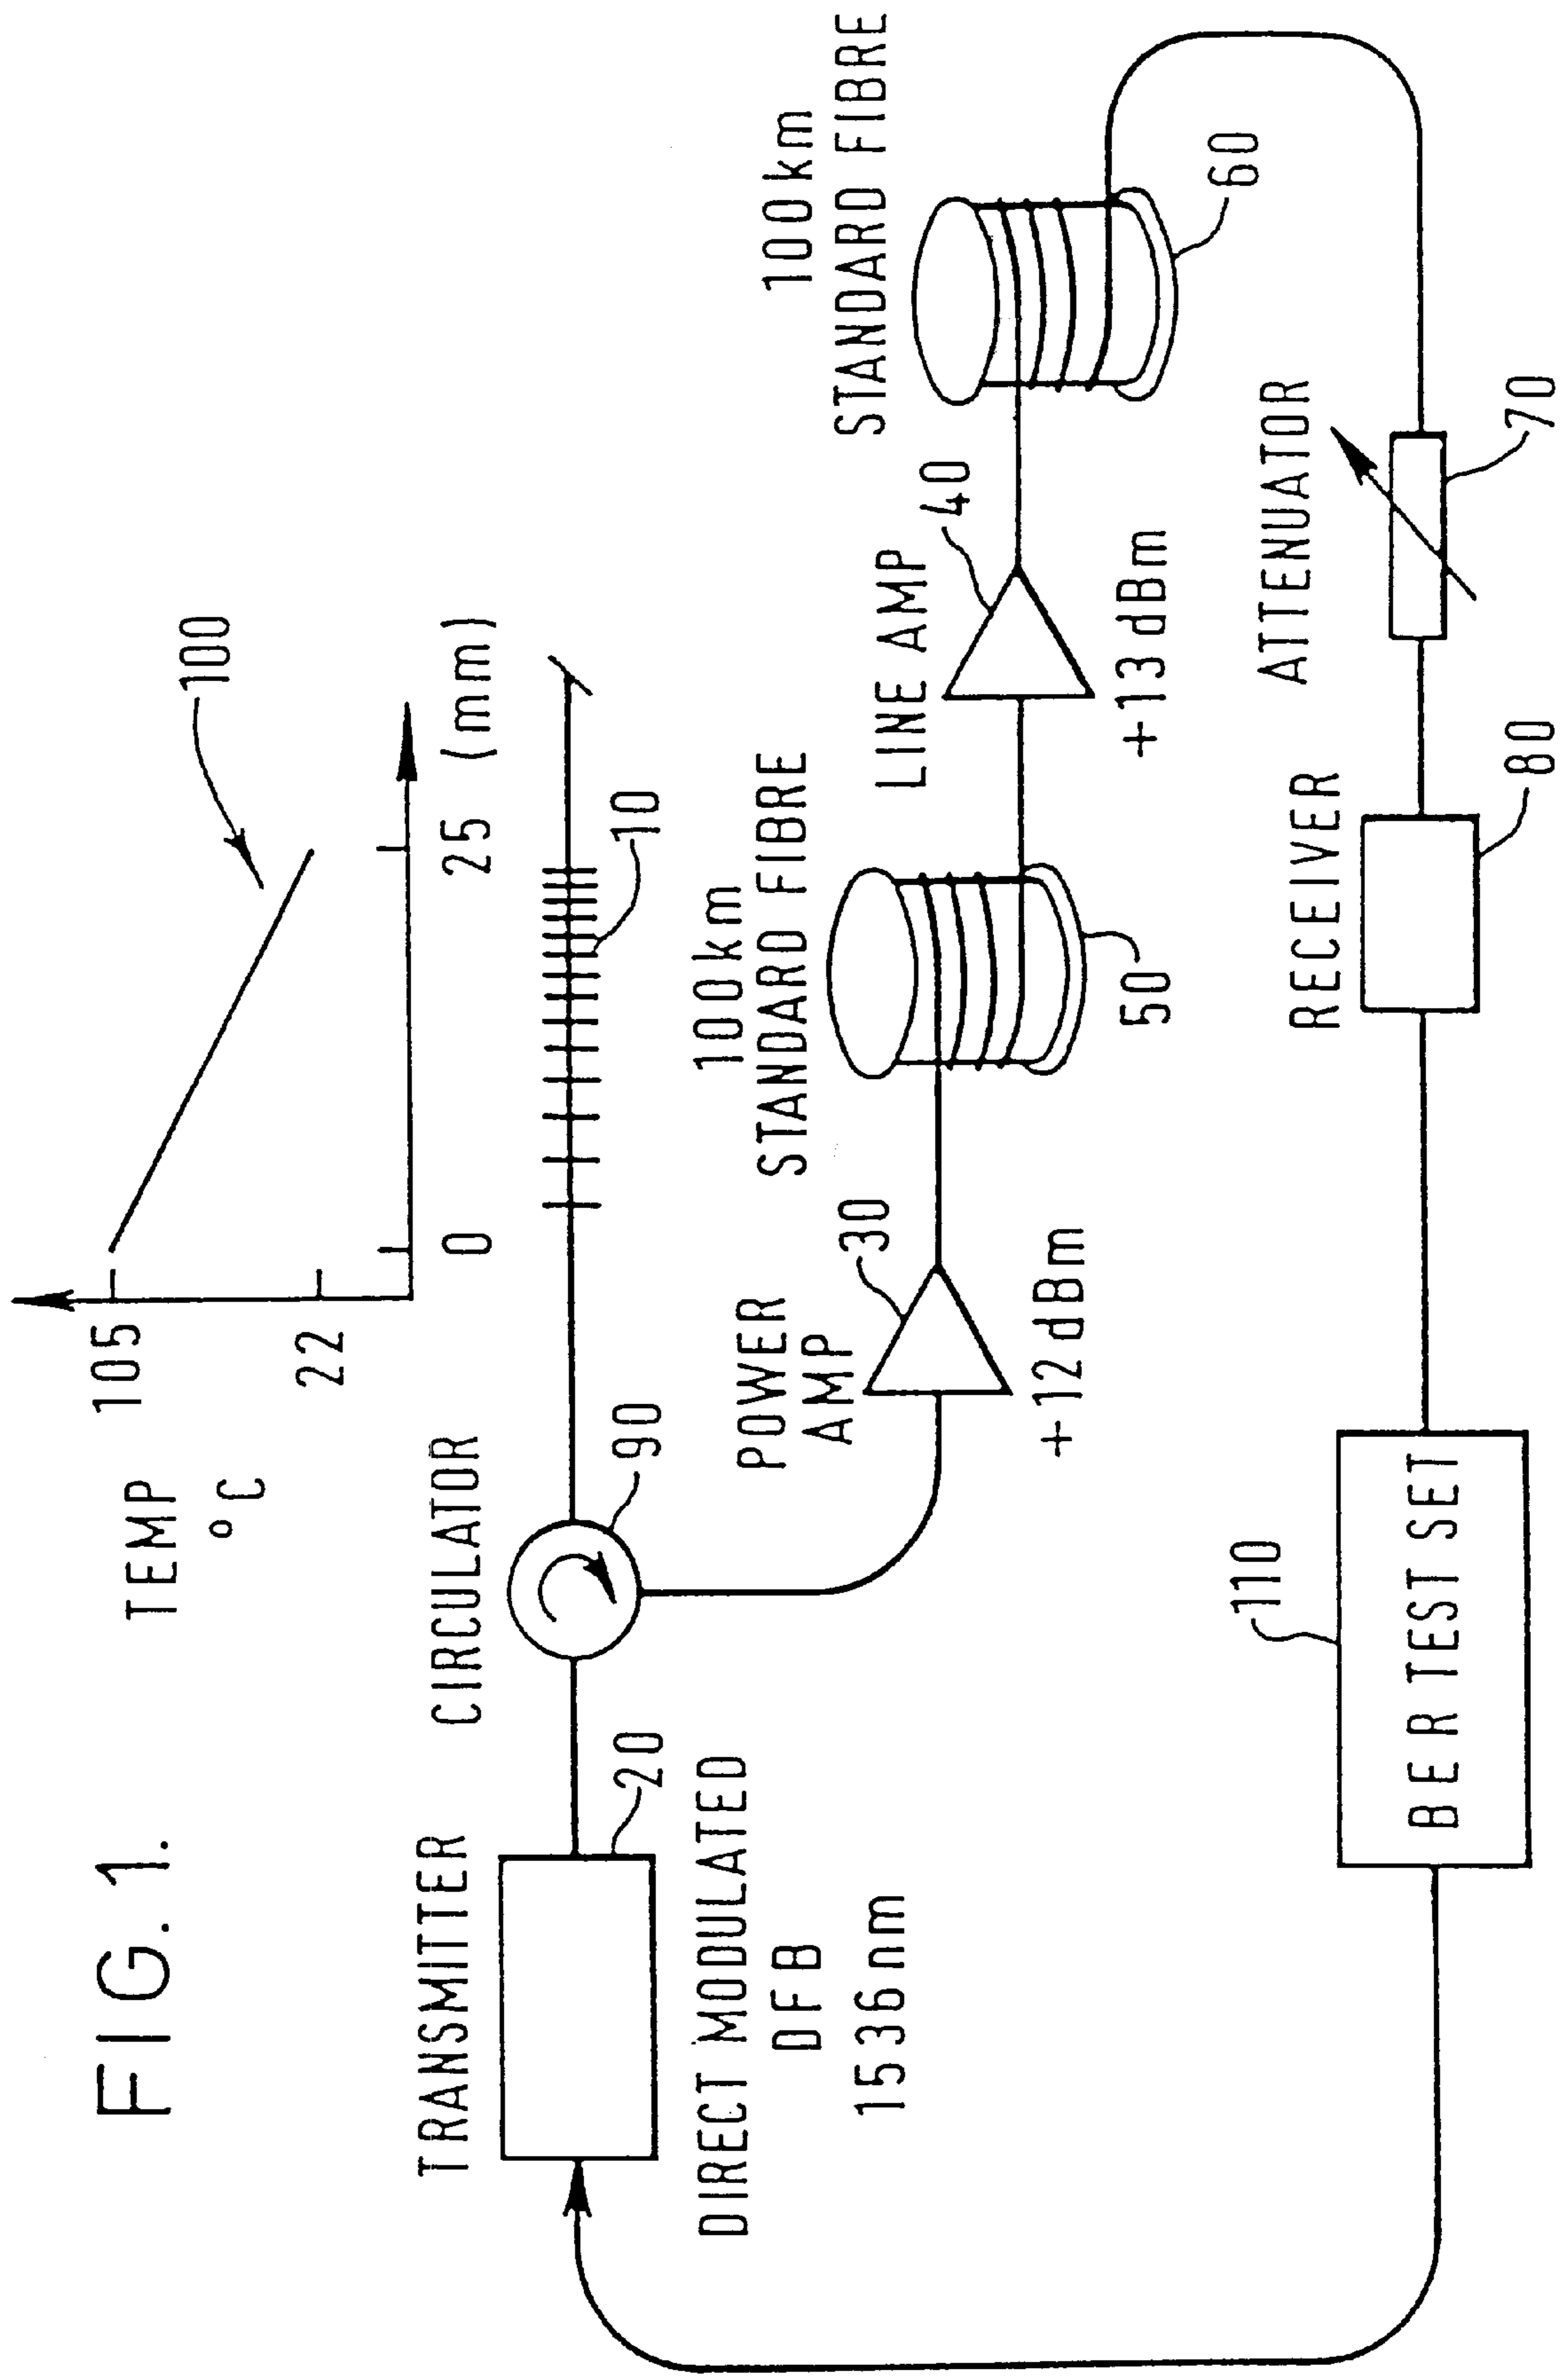 FIG. 1.
TEMP
°C
105
22
0
25 (mm)
100
TRANSMITTER
20
DIRECT MODULATED
DFB
1536nm
CIRCULATOR
90
10
POWER
AMP
30
+12dBm
100km
STANDARD FIBRE
50
LINE AMP
40
+13dBm
100km
STANDARD FIBRE
60
ATTENUATOR
70
RECEIVER
80
110
BER TEST SET